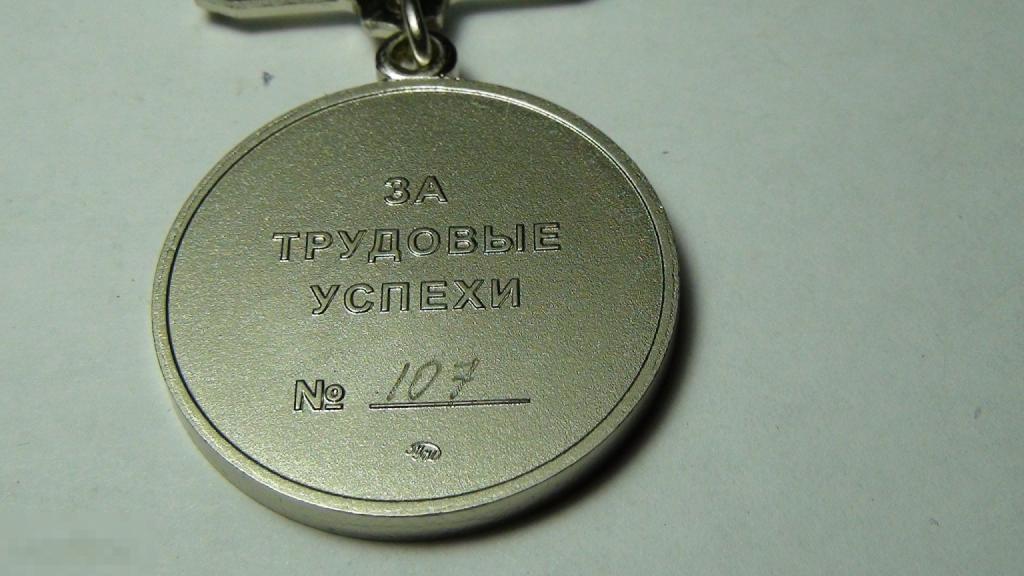 ЗА
ТРУДОВЫЕ
УСПЕХИ
№ 107